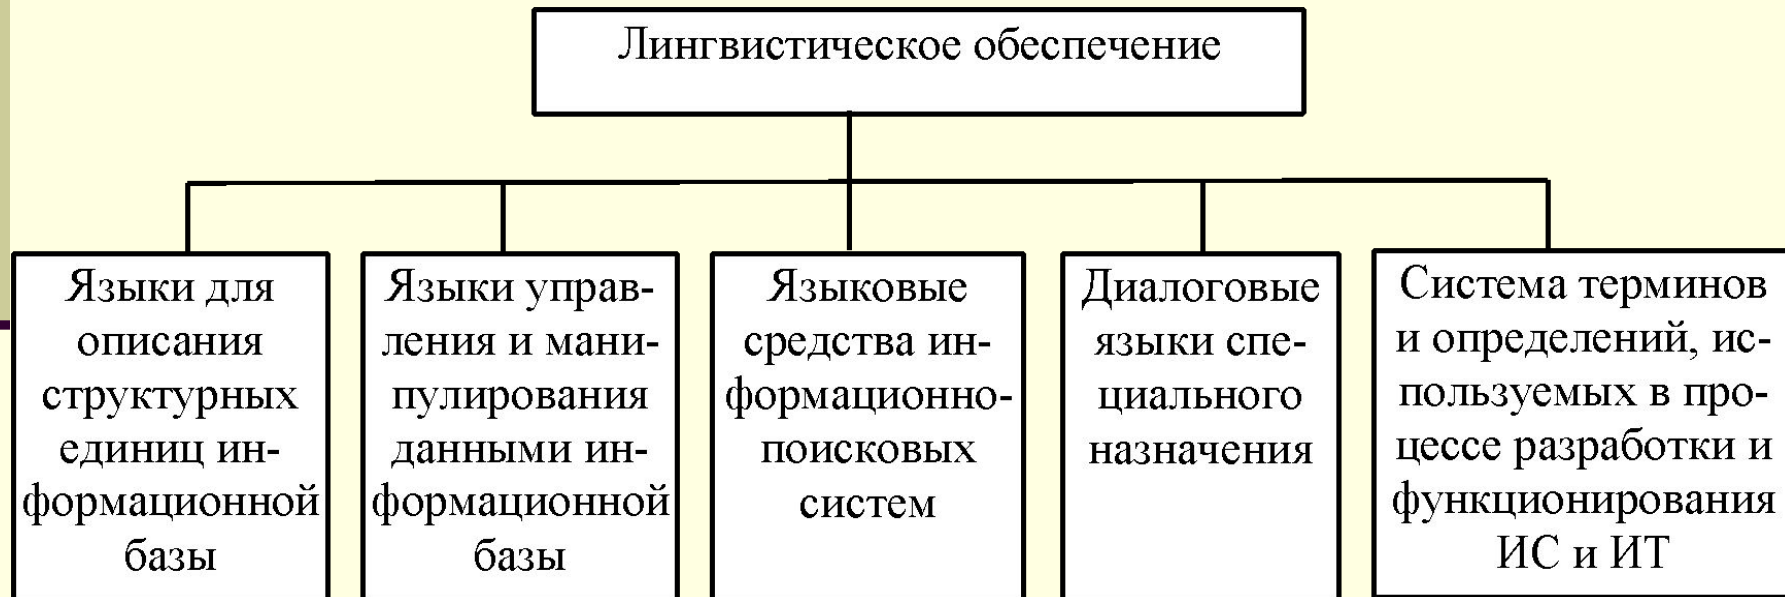 Лингвистическое обеспечение
Языки для
описания
структурных
единиц ин-
формационной
базы
Языки управ-
ления и мани-
пулирования
данными ин-
формационной
базы
Языковые
средства ин-
формационно-
поисковых
систем
Диалоговые
языки спе-
циального
назначения
Система терминов
и определений, ис-
пользуемых в про-
цессе разработки и
функционирования
ИС и ИТ